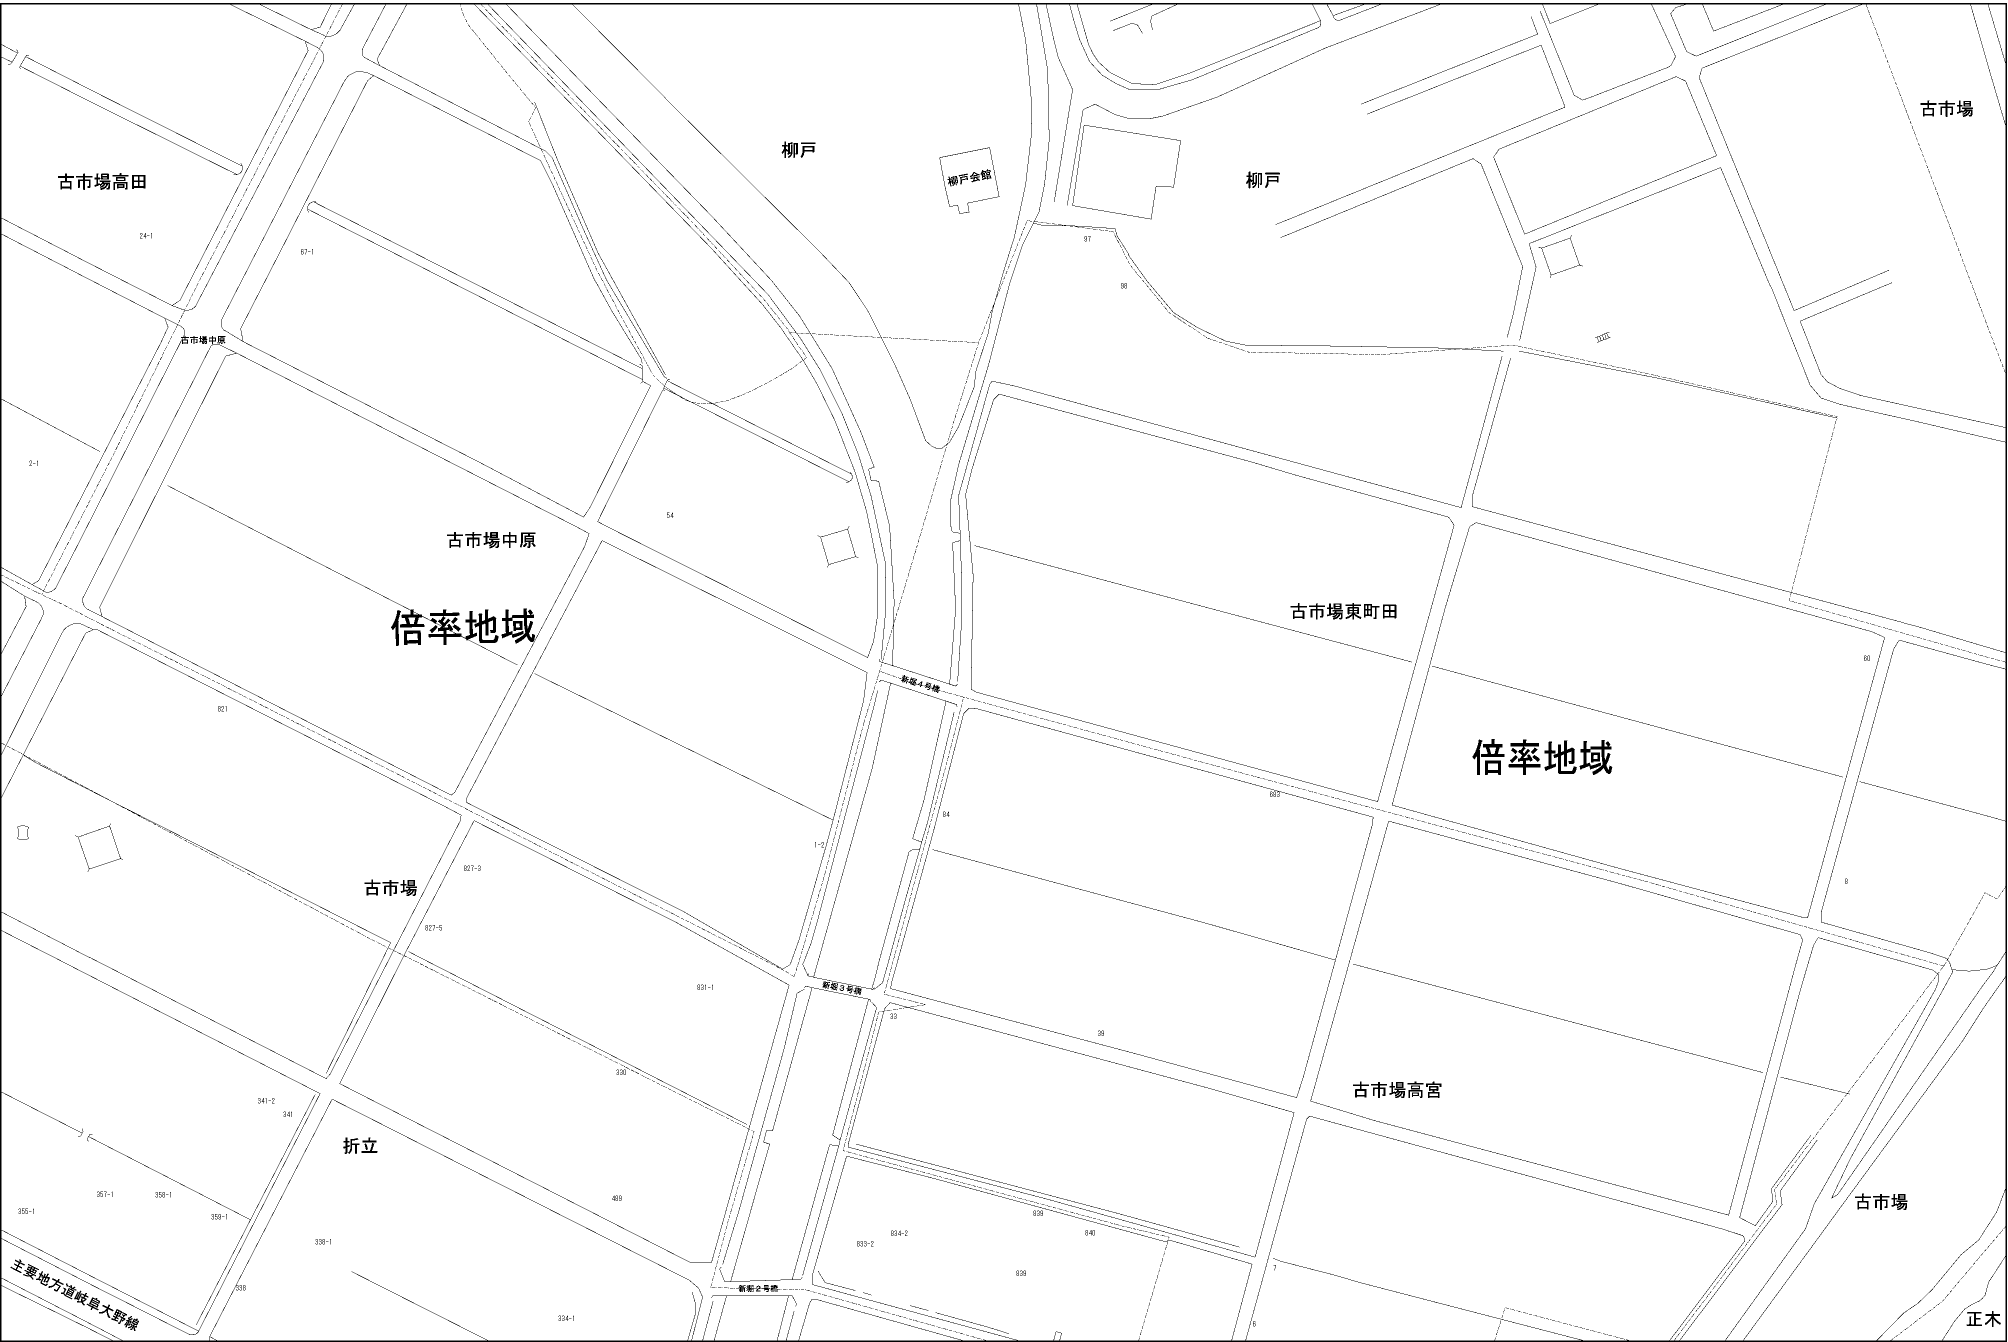 古市場
柳戸
柳戸会館
柳戸
古市場高田
24-1
97
67-1
98
古市場中原
2-1
54
古市場中原
古市場東町田
倍率地域
60
新堀4号橋
821
倍率地域
683
84
1-2
827-3
8
古市場
827-5
831-1
新堀3号橋
33
39
330
古市場高宮
341-2
341
折立
357-1
358-1
489
古市場
355-1
359-1
839
834-2
840
338-1
833-2
7
主要地方道岐阜大野線
839
338
新堀2号橋
334-1
6
正木